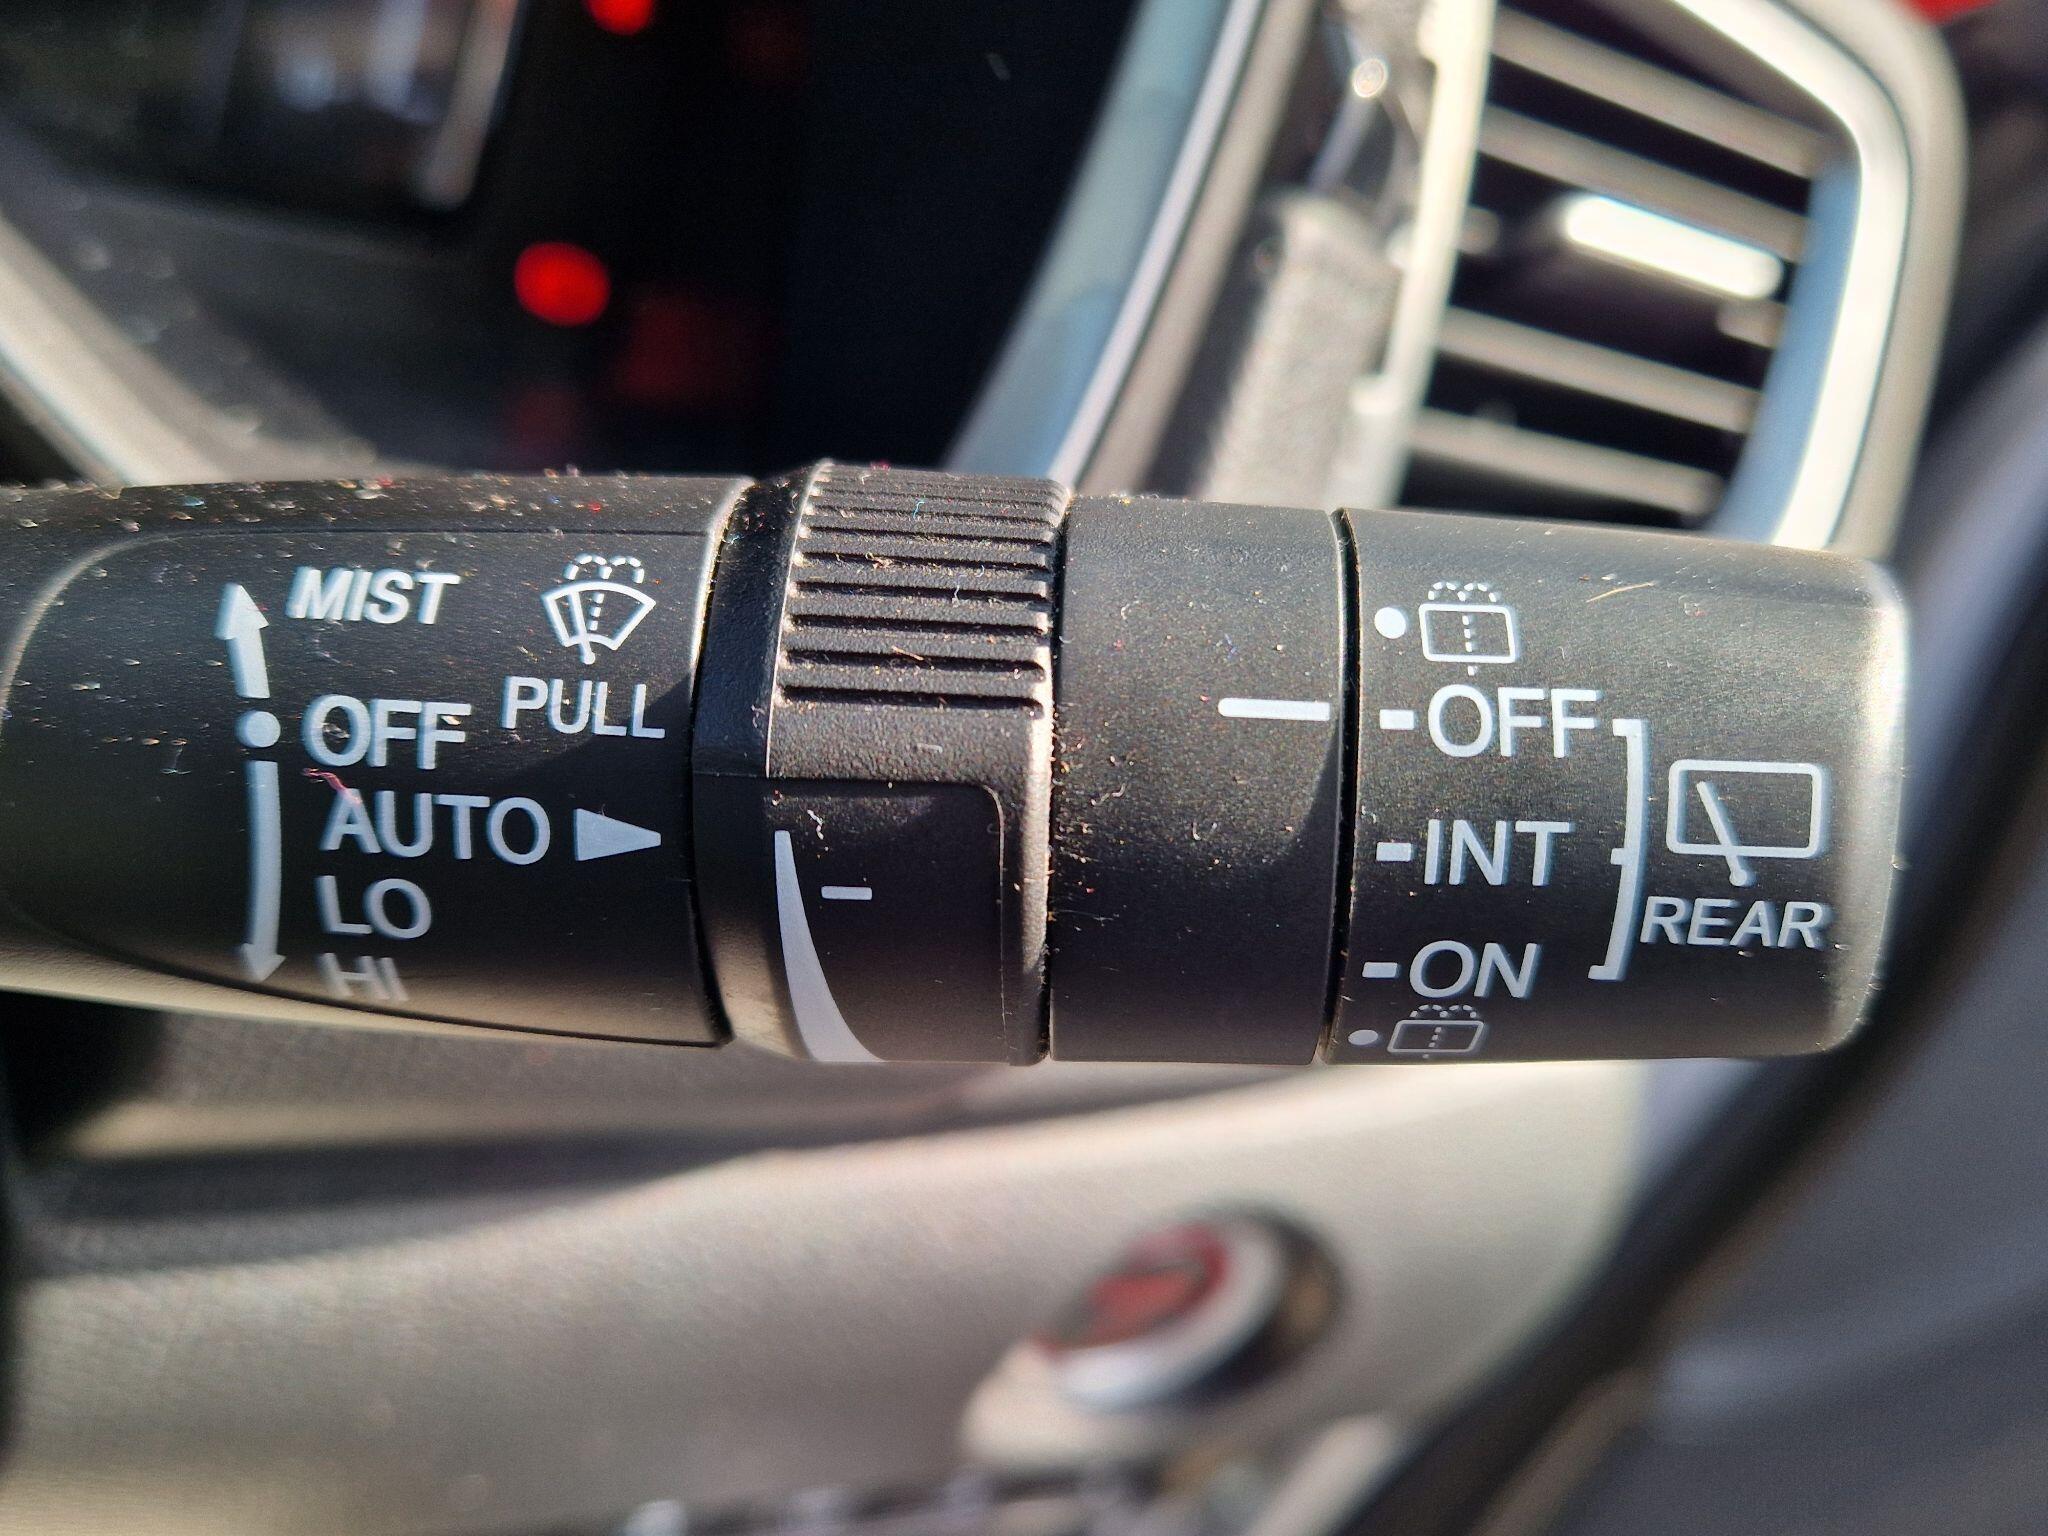 MIST
PULL
OFF
AUTO
LO
HI
OFF
INT
ON
REAR